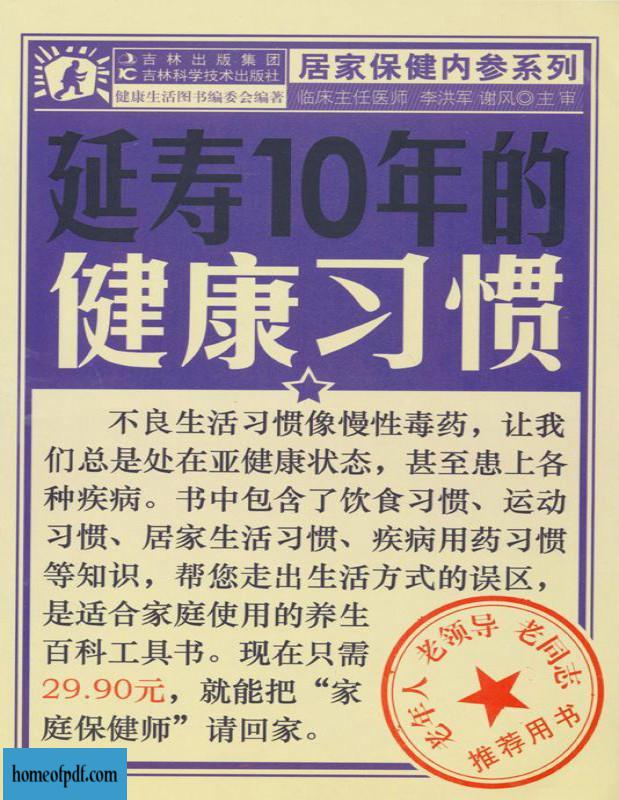 吉林出版集团
JC 吉林科学技术出版社
健康生活图书编委会编著
居家保健内参系列
临床主任医师 李洪军 谢风◎主审
延寿10年的
健康习惯
不良生活习惯像慢性毒药，让我
们总是处在亚健康状态，甚至患上各
种疾病。书中包含了饮食习惯、运动
习惯、居家生活习惯、疾病用药习惯
等知识，帮您走出生活方式的误区，
是适合家庭使用的养生
百科工具书。现在只需
29.90元，就能把“家
庭保健师”请回家。
老年人 老领导 老同志
推荐用书
homeofpdf.com